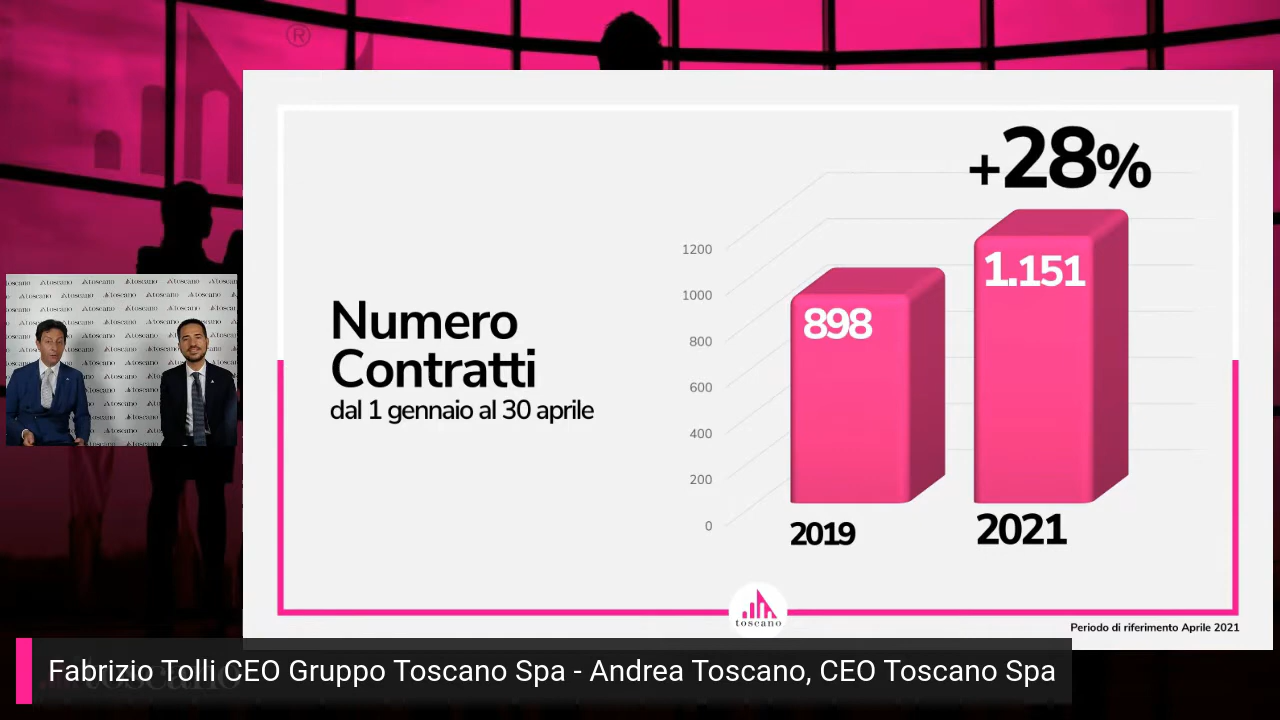 ®
+28%
1200
1000
800
600
400
200
0
898
1.151
2019
2021
Numero
Contratti
dal 1 gennaio al 30 aprile
toscano
Periodo di riferimento Aprile 2021
toscano
Fabrizio Tolli CEO Gruppo Toscano Spa - Andrea Toscano, CEO Toscano Spa